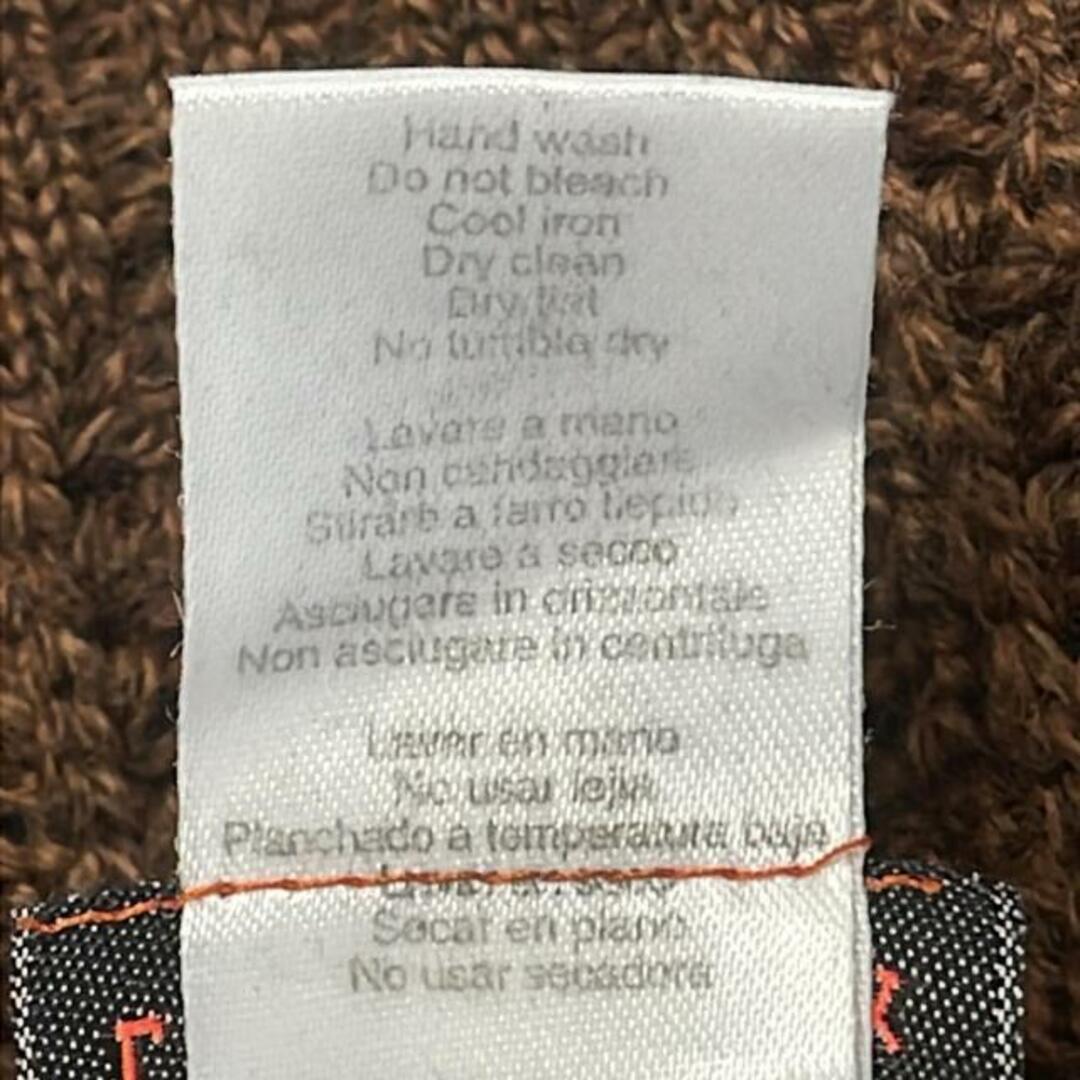 Hand wash
Do not bleach
Cool iron
Dry clean
Dry flat
No tumble dry
Lavare a mano
Non candeggiare
Stirare a ferro tiepido
Lavare a secco
Asciugare in orizzontale
Non asciugare in centrifuga
Laver en mano
No usar lejia
Planchado a temperatura baja
Secar en plano
No usar secadora